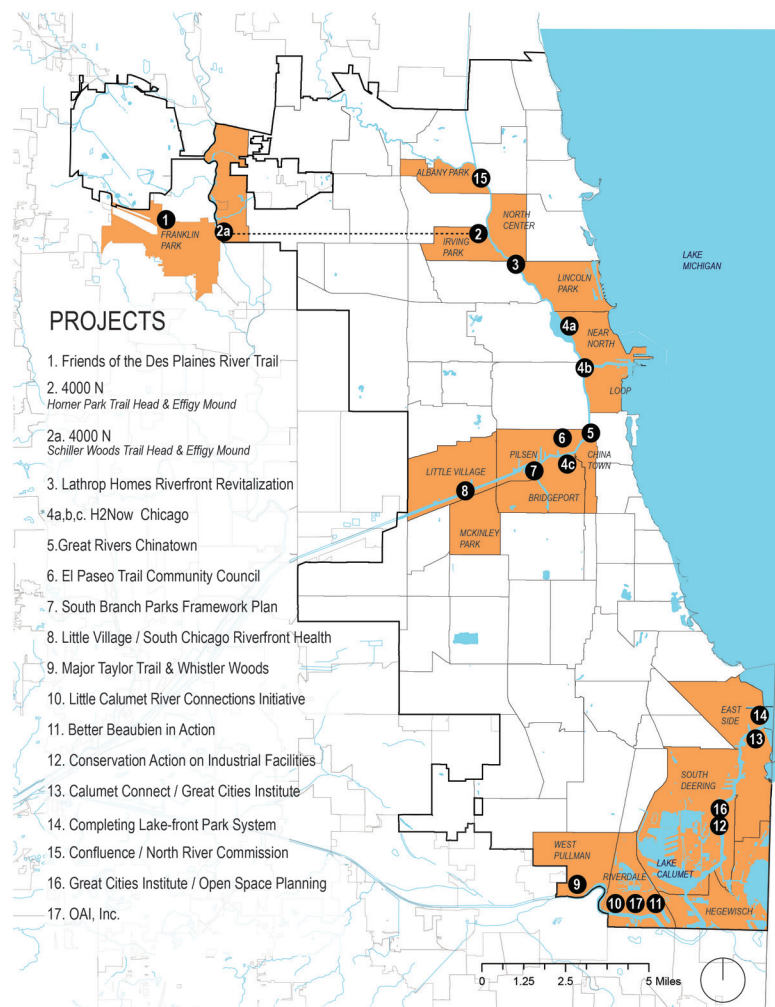 ALBANY PARK
15
NORTH
CENTER
1
FRANKLIN
PARK
2a
2
IRVING
PARK
3
LAKE
MICHIGAN
LINCOLN
PARK
4a
NEAR
NORTH
4b
LOOP
5
6
PILSEN
CHINA
TOWN
4c
LITTLE VILLAGE
7
8
BRIDGEPORT
MCKINLEY
PARK
PROJECTS
1. Friends of the Des Plaines River Trail
2. 4000 N
Horner Park Trail Head & Effigy Mound
2a. 4000 N
Schiller Woods Trail Head & Effigy Mound
3. Lathrop Homes Riverfront Revitalization
4a,b,c. H2Now Chicago
5.Great Rivers Chinatown
6. El Paseo Trail Community Council
7. South Branch Parks Framework Plan
8. Little Village / South Chicago Riverfront Health
9. Major Taylor Trail & Whistler Woods
10. Little Calumet River Connections Initiative
11. Better Beaubien in Action
12. Conservation Action on Industrial Facilities
13. Calumet Connect / Great Cities Institute
14. Completing Lake-front Park System
15. Confluence / North River Commission
16. Great Cities Institute / Open Space Planning
17. OAI, Inc.
EAST
SIDE
14
13
SOUTH
DEERING
16
12
WEST
PULLMAN
LAKE
CALUMET
RIVERDALE
9
10
17
11
HEGEWISCH
0
1.25
2.5
5 Miles